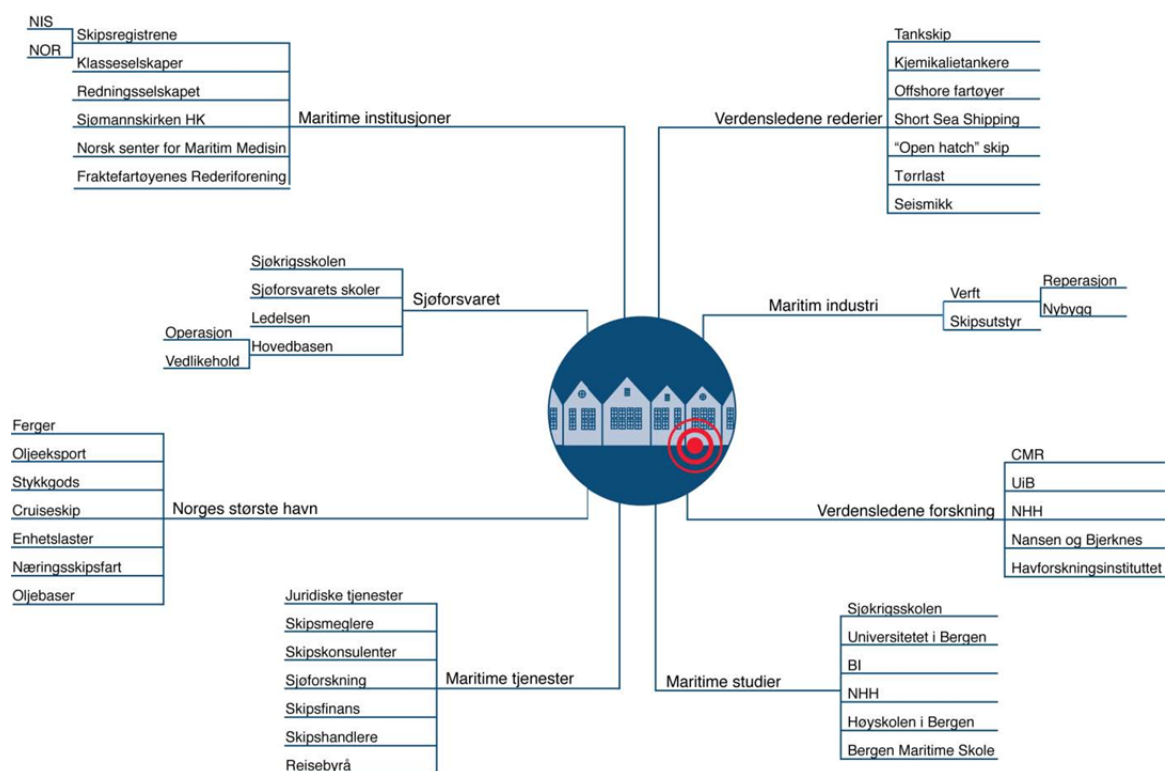 NIS
NOR
Skipsregistrene
Klasseselskaper
Redningsselskapet
Sjømannskirken HK
Norsk senter for Maritim Medisin
Fraktefartøyenes Rederiforening
Maritime institusjoner
Verdensledene rederier
Tankskip
Kjemikalietankere
Offshore fartøyer
Short Sea Shipping
“Open hatch” skip
Tørrlast
Seismikk
Sjøkrigsskolen
Sjøforsvarets skoler
Ledelsen
Hovedbasen
Operasjon
Vedlikehold
Sjøforsvaret
Maritim industri
Verft
Skipsutstyr
Reperasjon
Nybygg
Ferger
Oljeeksport
Stykkgods
Cruiseskip
Enhetslaster
Næringsskipsfart
Oljebaser
Norges største havn
Verdensledene forskning
CMR
UiB
NHH
Nansen og Bjerknes
Havforskningsinstituttet
Juridiske tjenester
Skipsmeglere
Skipskonsulenter
Sjøforskning
Skipsfinans
Skipshandlere
Reisebyrå
Maritime tjenester
Maritime studier
Sjøkrigsskolen
Universitetet i Bergen
BI
NHH
Høyskolen i Bergen
Bergen Maritime Skole